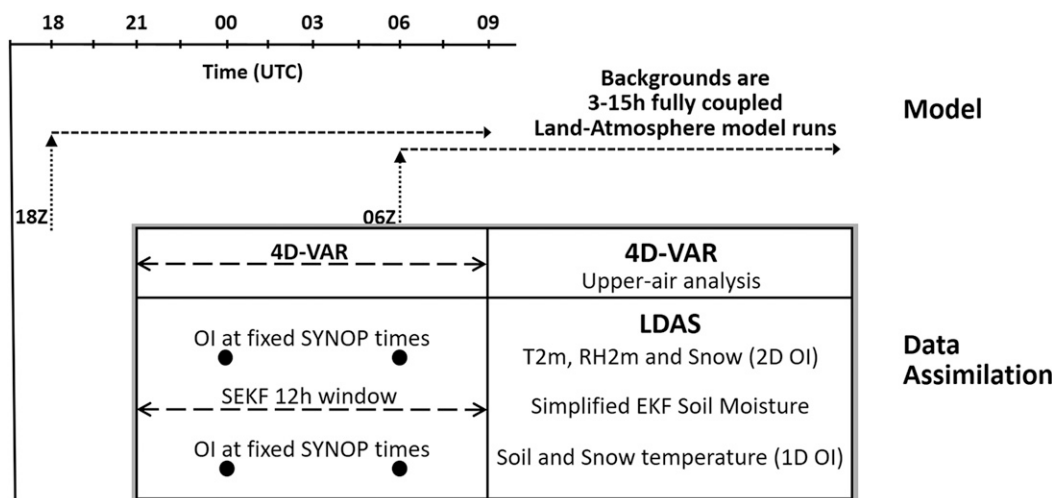 18 21 00 03 06 09
Time (UTC)
Backgrounds are
3-15h fully coupled
Land-Atmosphere model runs
Model
18Z
06Z
4D-VAR
4D-VAR
Upper-air analysis
OI at fixed SYNOP times
LDAS
T2m, RH2m and Snow (2D OI)
SEKF 12h window
Simplified EKF Soil Moisture
OI at fixed SYNOP times
Soil and Snow temperature (1D OI)
Data
Assimilation